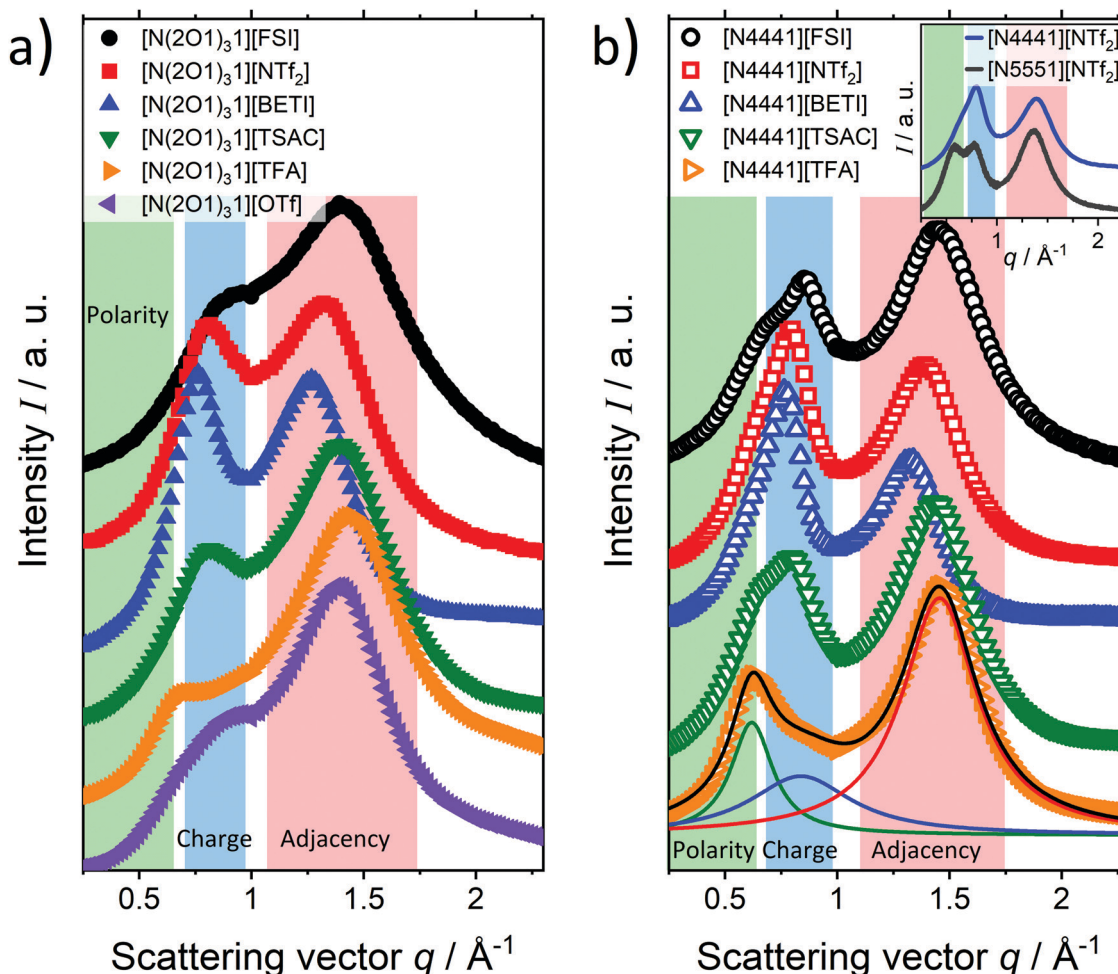 a)
[N(2O1)₃1][FSI]
[N(2O1)₃1][NTf₂]
[N(2O1)₃1][BETI]
[N(2O1)₃1][TSAC]
[N(2O1)₃1][TFA]
[N(2O1)₃1][OTf]
Polarity
Charge
Adjacency
Intensity I / a. u.
0.5
1
1.5
2
Scattering vector q / Å⁻¹
b)
[N4441][FSI]
[N4441][NTf₂]
[N4441][BETI]
[N4441][TSAC]
[N4441][TFA]
[N4441][NTf₂]
[N5551][NTf₂]
I / a. u.
1
2
q / Å⁻¹
Polarity
Charge
Adjacency
Intensity I / a. u.
0.5
1
1.5
2
Scattering vector q / Å⁻¹